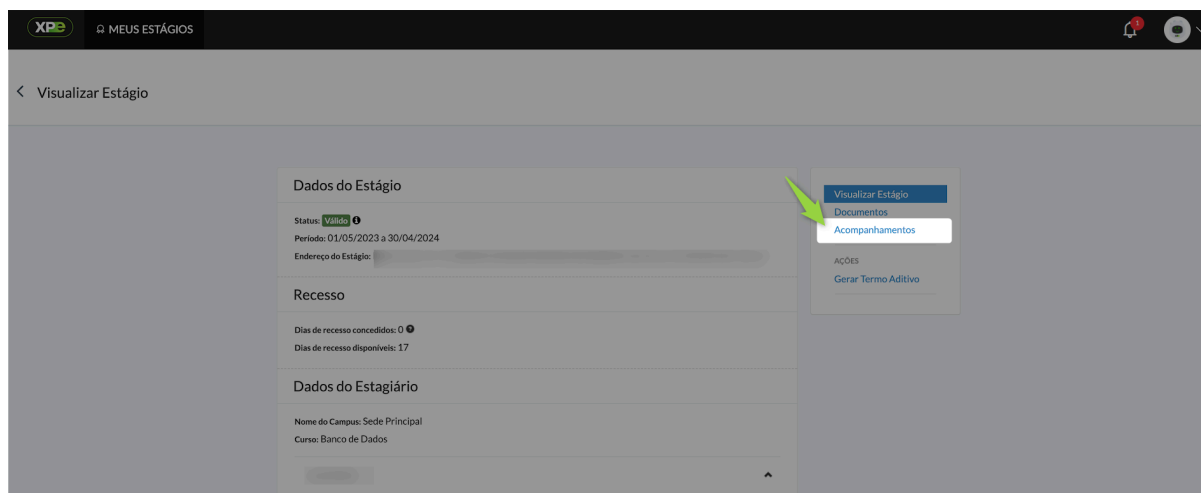 XPe
MEUS ESTÁGIOS
1
Visualizar Estágio
Dados do Estágio
Status: Válido
Período: 01/05/2023 a 30/04/2024
Endereço do Estágio:
Recesso
Dias de recesso concedidos: 0
Dias de recesso disponíveis: 17
Dados do Estagiário
Nome do Campus: Sede Principal
Curso: Banco de Dados
Visualizar Estágio
Documentos
Acompanhamentos
AÇÕES
Gerar Termo Aditivo